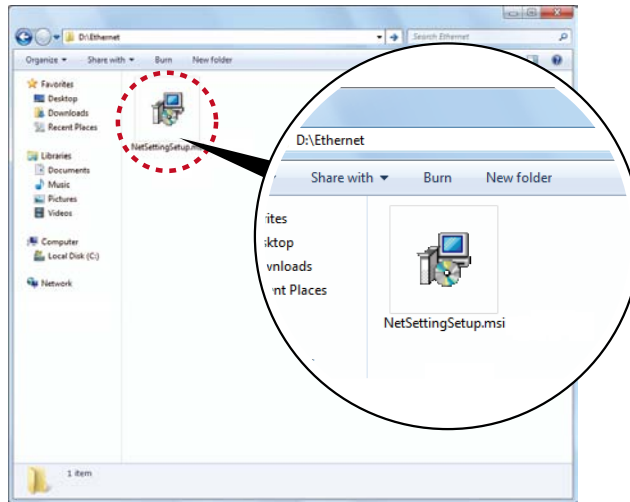 D:\Ethernet
Search Ethernet
Organize
Share with
Burn
New folder
Favorites
Desktop
Downloads
Recent Places
Libraries
Documents
Music
Pictures
Videos
Computer
Local Disk (C:)
Network
NetSettingSetup.ms
1 item
D:\Ethernet
Share with
Burn
New folder
rites
sktop
wnloads
nt Places
NetSettingSetup.msi